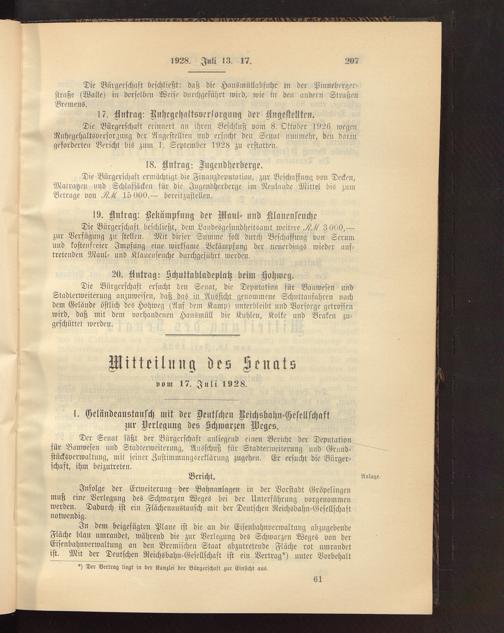 1928. Juli 13. 17. 207
Die Bürgerschaft beschließt: daß die Hausmüllabfuhr in der Pinneberger-
straße (Walle) in derselben Weise durchgeführt wird, wie in den andern Straßen
Bremens.
17. Antrag: Ruhegehaltsversorgung der Angestellten.
Die Bürgerschaft erinnert an ihren Beschluß vom 8. Oktober 1926 wegen
Ruhegehaltsversorgung der Angestellten und ersucht den Senat nunmehr, den darin
geforderten Bericht bis zum 1. September 1928 zu erstatten.
18. Antrag: Jugendherberge.
Die Bürgerschaft ermächtigt die Finanzdeputation, zur Beschaffung von Decken,
Matratzen und Schlafsäcken für die Jugendherberge im Neulande Mittel bis zum
Betrage von RM 15 000,— bereitzustellen.
19. Antrag: Bekämpfung der Maul- und Klauenseuche
Die Bürgerschaft beschließt, dem Landesgesundheitsamt weitere RM 3 000,—
zur Verfügung zu stellen. Mit dieser Summe soll durch Beschaffung von Serum
und kostenfreier Impfung eine wirksame Bekämpfung der neuerdings wieder auf-
tretenden Maul- und Klauenseuche durchgeführt werden.
20. Antrag: Schuttabladeplatz beim Hohweg.
Die Bürgerschaft ersucht den Senat, die Deputation für Bauwesen und
Stadterweiterung anzuweisen, daß das in Aussicht genommene Schuttanfahren nach
dem Gelände östlich des Hohweg (Auf dem Kamp) unterbleibt und Vorsorge getroffen
wird, daß mit dem vorhandenen Hausmüll die Kuhlen, Kolke und Braken zu-
geschüttet werden.
Mitteilung des Senats
vom 17. Juli 1928.
1. Geländeaustausch mit der Deutschen Reichsbahn-Gesellschaft
zur Verlegung des Schwarzen Weges.
Der Senat läßt der Bürgerschaft anliegend einen Bericht der Deputation
für Bauwesen und Stadterweiterung, Ausschuß für Stadterweiterung und Grund-
stücksverwaltung, mit seiner Zustimmungserklärung zugehen. Er ersucht die Bürger-
schaft, ihm beizutreten.
Bericht.
Anlage.
Infolge der Erweiterung der Bahnanlagen in der Vorstadt Gröpelingen
muß eine Verlegung des Schwarzen Weges bei der Unterführung vorgenommen
werden. Dadurch ist ein Flächenaustausch mit der Deutschen Reichsbahn-Gesellschaft
notwendig.
In dem beigefügten Plane ist die an die Eisenbahnverwaltung abzugebende
Fläche blau umrandet, während die zur Verlegung des Schwarzen Weges von der
Eisenbahnverwaltung an den Bremischen Staat abzutretende Fläche rot umrandet
ist. Mit der Deutschen Reichsbahn-Gesellschaft ist ein Vertrag*) unter Vorbehalt
*) Der Vertrag liegt in der Kanzlei der Bürgerschaft zur Einsicht aus.
61